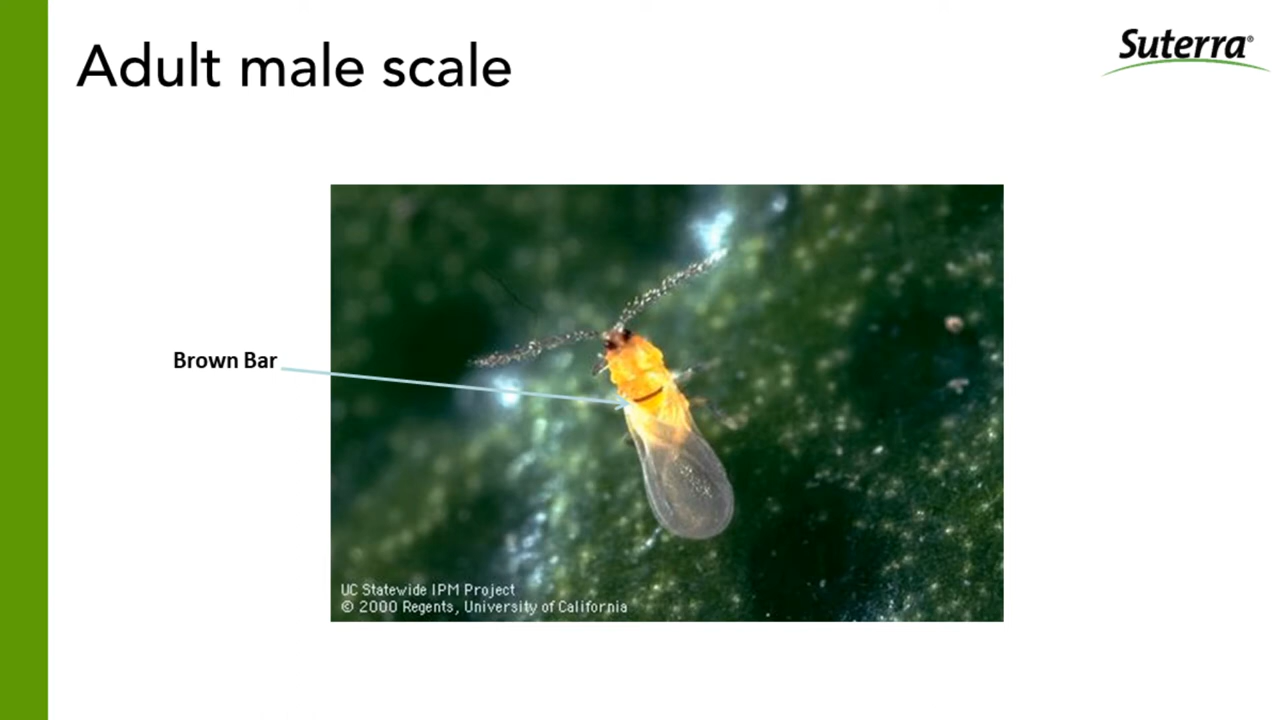 Adult male scale
Suterra®
Brown Bar
UC Statewide IPM Project
© 2000 Regents, University of California